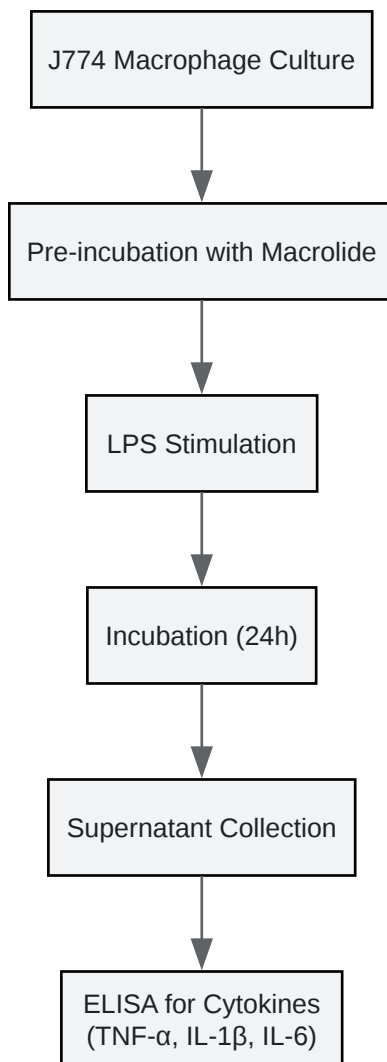 J774 Macrophage Culture
Pre-incubation with Macrolide
LPS Stimulation
Incubation (24h)
Supernatant Collection
ELISA for Cytokines
(TNF-α, IL-1β, IL-6)